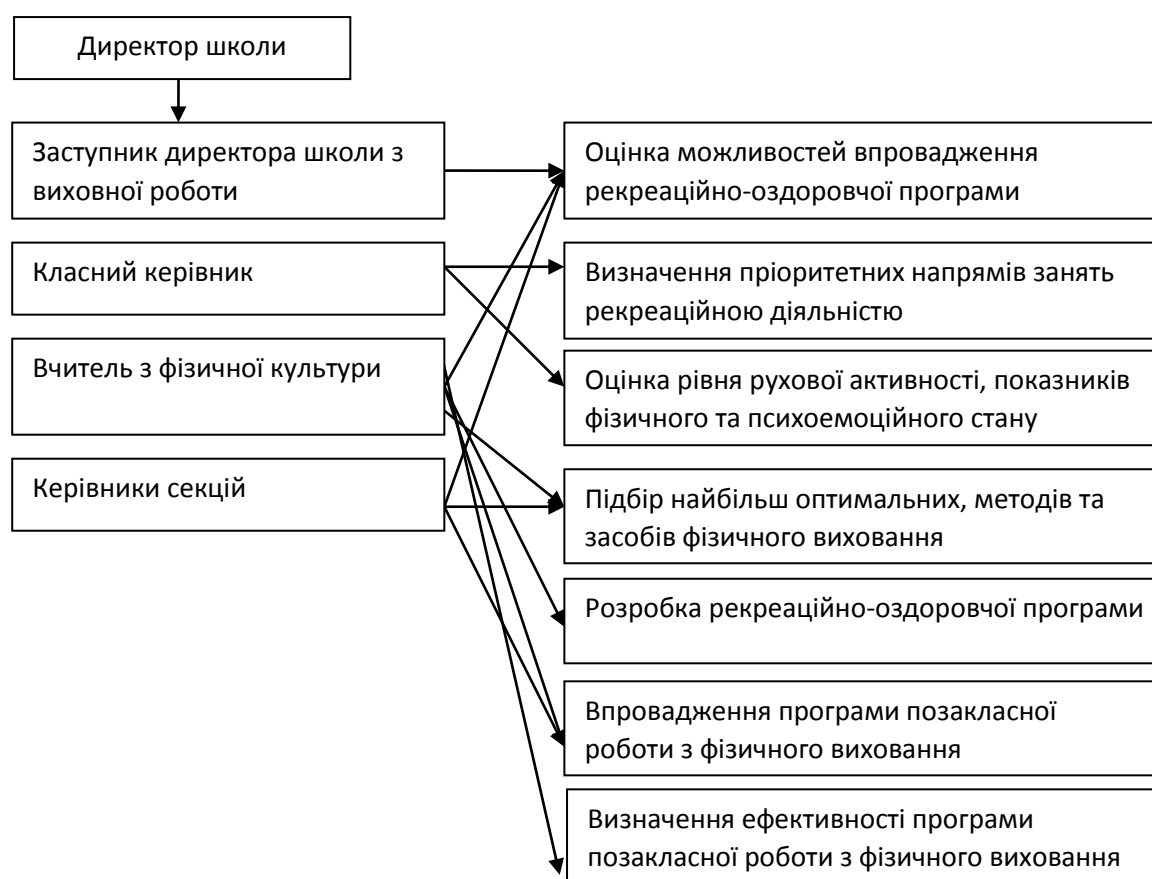 Директор школи
Заступник директора школи з
виховної роботи
Класний керівник
Вчитель з фізичної культури
Керівники секцій
Оцінка можливостей впровадження
рекреаційно-оздоровчої програми
Визначення пріоритетних напрямів занять
рекреаційною діяльністю
Оцінка рівня рухової активності, показників
фізичного та психоемоційного стану
Підбір найбільш оптимальних, методів та
засобів фізичного виховання
Розробка рекреаційно-оздоровчої програми
Впровадження програми позакласної
роботи з фізичного виховання
Визначення ефективності програми
позакласної роботи з фізичного виховання